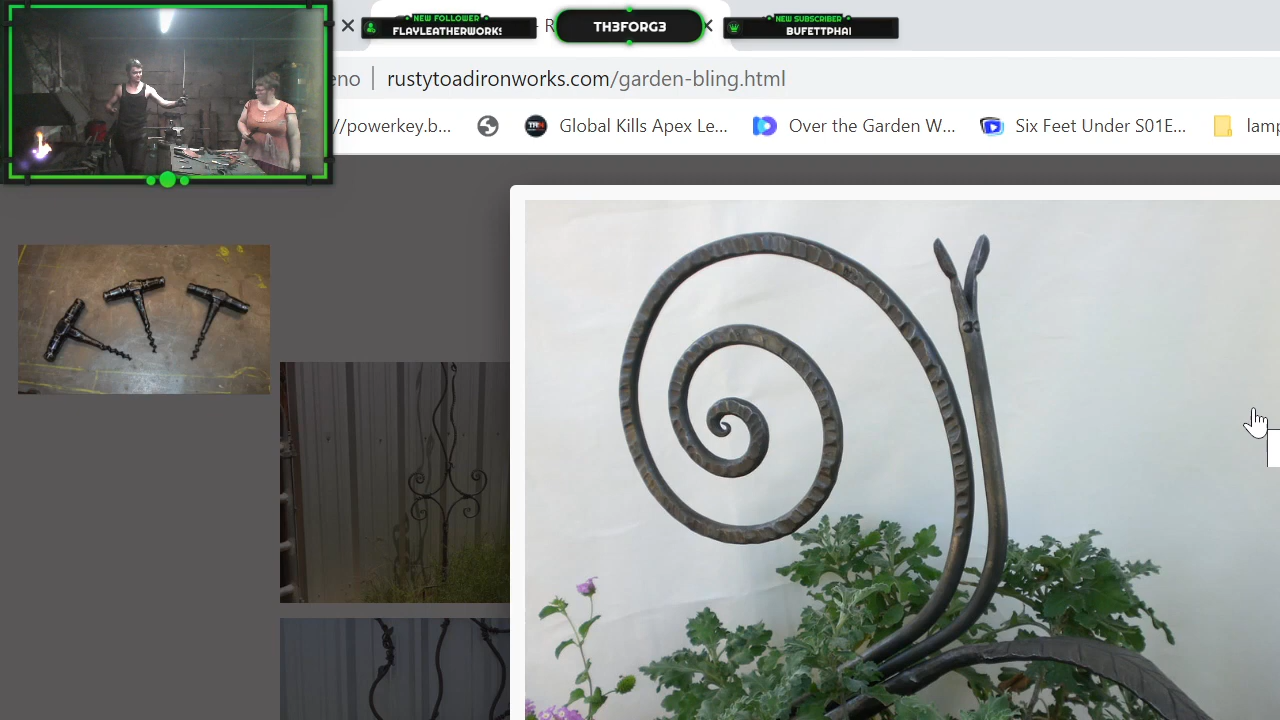 NEW FOLLOWER
FLAYLEATHERWORKS
TH3FORG3
NEW SUBSCRIBER
BUFETTPHAI
- R
eno | rustytoadironworks.com/garden-bling.html
//powerkey.b... Global Kills Apex Le... Over the Garden W... Six Feet Under S01E... lamp